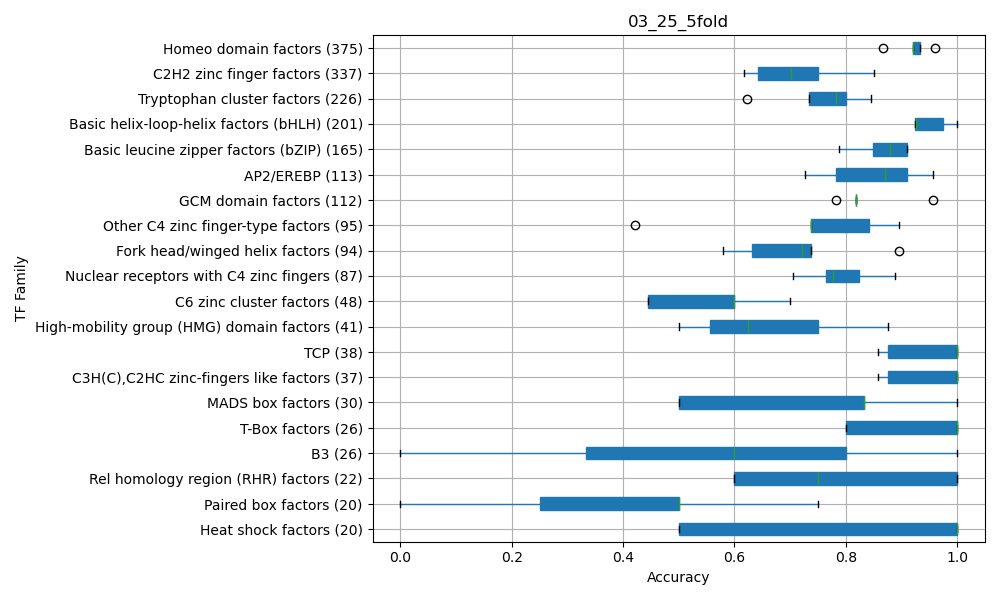 03_25_5fold
Homeo domain factors (375)
C2H2 zinc finger factors (337)
Tryptophan cluster factors (226)
Basic helix-loop-helix factors (bHLH) (201)
Basic leucine zipper factors (bZIP) (165)
AP2/EREBP (113)
GCM domain factors (112)
Other C4 zinc finger-type factors (95)
Fork head/winged helix factors (94)
Nuclear receptors with C4 zinc fingers (87)
C6 zinc cluster factors (48)
High-mobility group (HMG) domain factors (41)
TCP (38)
C3H(C),C2HC zinc-fingers like factors (37)
MADS box factors (30)
T-Box factors (26)
B3 (26)
Rel homology region (RHR) factors (22)
Paired box factors (20)
Heat shock factors (20)
TF Family
0.0 0.2 0.4 0.6 0.8 1.0
Accuracy